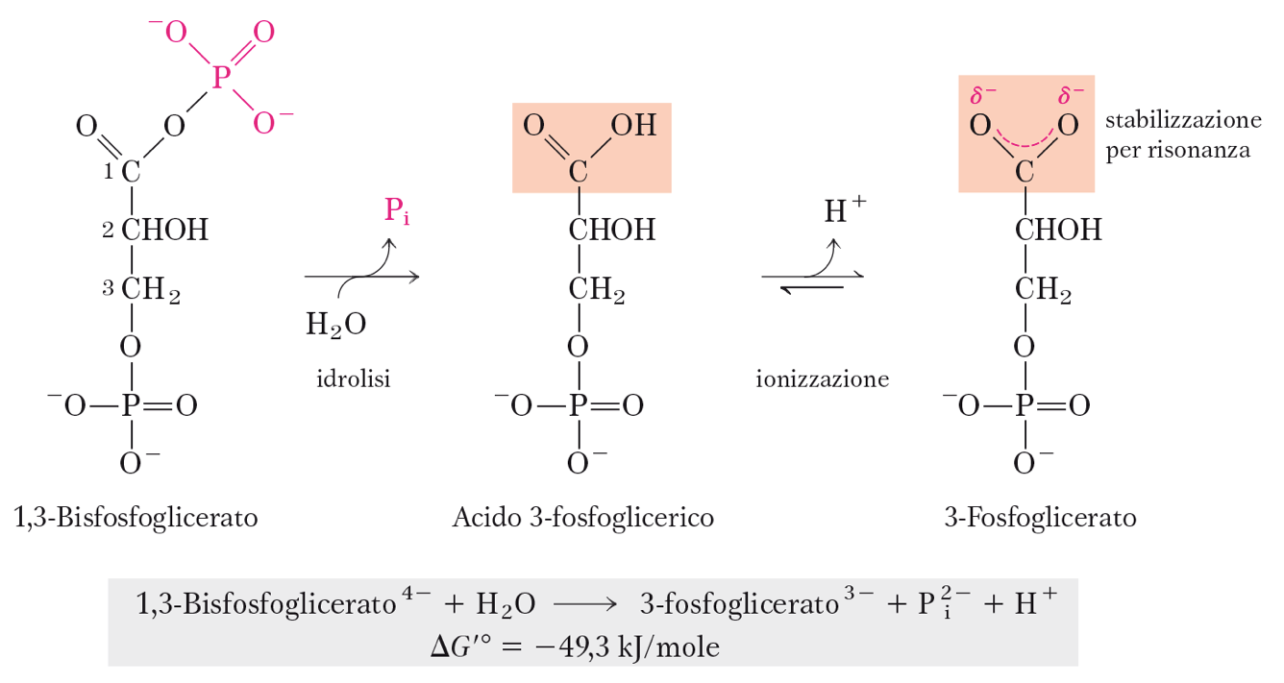 ⁻O O
P
O O O⁻
1 C
2 CHOH
3 CH₂
O
⁻O—P=O
O⁻
1,3-Bisfosfoglicerato
Pᵢ
H₂O
idrolisi
O OH
C
CHOH
CH₂
O
⁻O—P=O
O⁻
Acido 3-fosfoglicerico
H⁺
ionizzazione
δ⁻ δ⁻
O O
C
CHOH
CH₂
O
⁻O—P=O
O⁻
3-Fosfoglicerato
stabilizzazione
per risonanza
1,3-Bisfosfoglicerato⁴⁻ + H₂O ⟶ 3-fosfoglicerato³⁻ + Pᵢ²⁻ + H⁺
ΔG′° = −49,3 kJ/mole